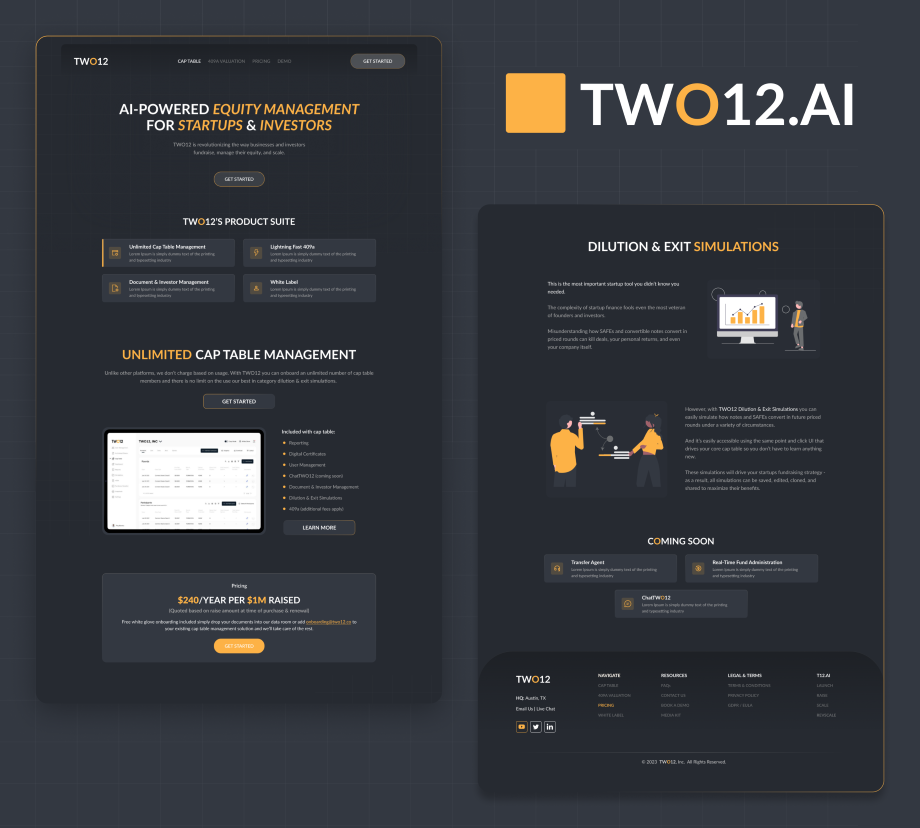 TWO12
CAP TABLE 409A VALUATION PRICING DEMO
GET STARTED
AI-POWERED EQUITY MANAGEMENT
FOR STARTUPS & INVESTORS
TWO12 is revolutionizing the way businesses and investors
fundraise, manage their equity, and scale.
GET STARTED
TWO12'S PRODUCT SUITE
Unlimited Cap Table Management
Lorem Ipsum is simply dummy text of the printing
and typesetting industry
Lightning Fast 409a
Lorem Ipsum is simply dummy text of the printing
and typesetting industry
Document & Investor Management
Lorem Ipsum is simply dummy text of the printing
and typesetting industry
White Label
Lorem Ipsum is simply dummy text of the printing
and typesetting industry
UNLIMITED CAP TABLE MANAGEMENT
Unlike other platforms, we don't charge based on usage. With TWO12 you can onboard an unlimited number of cap table
members and there is no limit on the use our best in category dilution & exit simulations.
GET STARTED
TWO12
TWO12, INC
Included with cap table:
Reporting
Digital Certificates
User Management
ChatTWO12 (coming soon)
Document & Investor Management
Dilution & Exit Simulations
409a (additional fees apply)
LEARN MORE
Pricing
$240/YEAR PER $1M RAISED
(Quoted based on raise amount at time of purchase & renewal)
Free white glove onboarding included simply drop your documents into our data room or add onboarding@two12.co to
your existing cap table management solution and we'll take care of the rest.
GET STARTED
TWO12.AI
DILUTION & EXIT SIMULATIONS
This is the most important startup tool you didn't know you
needed.
The complexity of startup finance fools even the most veteran
of founders and investors.
Misunderstanding how SAFEs and convertible notes convert in
priced rounds can kill deals, your personal returns, and even
your company itself.
However, with TWO12 Dilution & Exit Simulations you can
easily simulate how notes and SAFEs convert in future priced
rounds under a variety of circumstances.
And it's easily accessible using the same point and click UI that
drives your core cap table so you don't have to learn anything
new.
These simulations will drive your startups fundraising strategy -
as a result, all simulations can be saved, edited, cloned, and
shared to maximize their benefits.
COMING SOON
Transfer Agent
Lorem Ipsum is simply dummy text of the printing
and typesetting industry
Real-Time Fund Administration
Lorem Ipsum is simply dummy text of the printing
and typesetting industry
ChatTWO12
Lorem Ipsum is simply dummy text of the printing
and typesetting industry
TWO12
HQ: Austin, TX
Email Us | Live Chat
NAVIGATE
CAP TABLE
409A VALUATION
PRICING
WHITE LABEL
RESOURCES
FAQs
CONTACT US
BOOK A DEMO
MEDIA KIT
LEGAL & TERMS
TERMS & CONDITIONS
PRIVACY POLICY
GDPR / EULA
T12.AI
LAUNCH
RAISE
SCALE